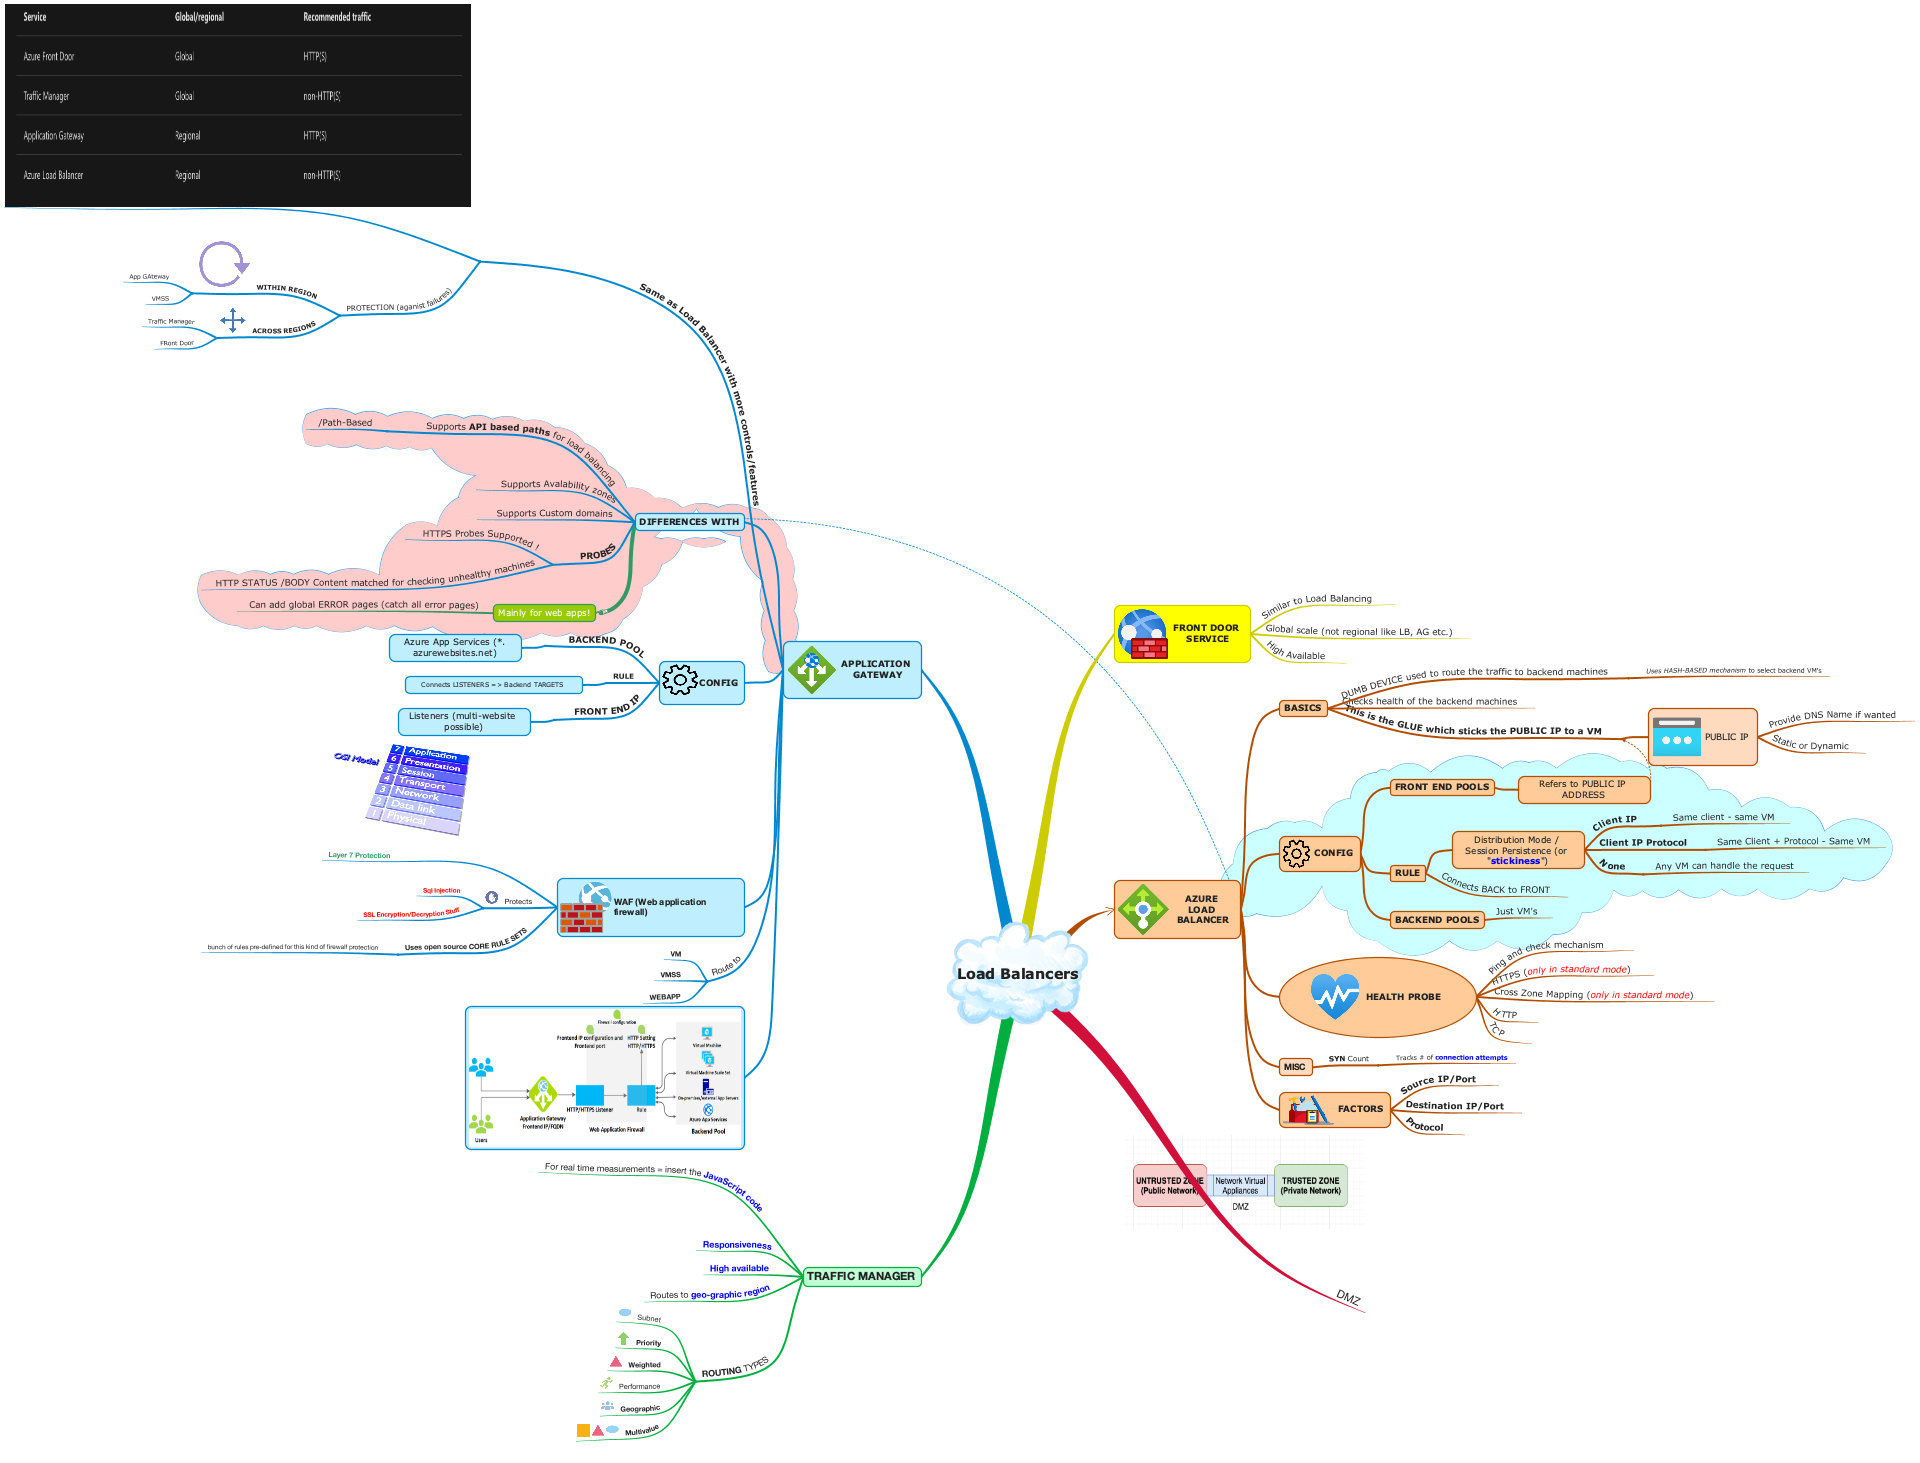 Service Global/regional Recommended traffic
Azure Front Door Global HTTP(S)
Traffic Manager Global non-HTTP(S)
Application Gateway Regional HTTP(S)
Azure Load Balancer Regional non-HTTP(S)
App GAteway
VMSS
WITHIN REGION
Traffic Manager
FRont Door
ACROSS REGIONS
PROTECTION (aganist failures)
Same as Load Balancer with more controls/features
/Path-Based
Supports API based paths for load balancing
Supports Avalability zones
Supports Custom domains
HTTPS Probes Supported !
PROBES
HTTP STATUS /BODY Content matched for checking unhealthy machines
Can add global ERROR pages (catch all error pages)
Mainly for web apps!
DIFFERENCES WITH
Azure App Services (*.
azurewebsites.net)
BACKEND POOL
Connects LISTENERS => Backend TARGETS
RULE
Listeners (multi-website
possible)
FRONT END IP
CONFIG
APPLICATION
GATEWAY
OSI Model
7 Application
6 Presentation
5 Session
4 Transport
3 Network
2 Data link
1 Physical
Layer 7 Protection
Sql Injection
SSL Encryption/Decryption Stuff
Protects
bunch of rules pre-defined for this kind of firewall protection
Uses open source CORE RULE SETS
WAF (Web application
firewall)
VM
VMSS
WEBAPP
Route to
Firewall configuration
Frontend IP configuration and
Frontend port
HTTP Setting
HTTP/HTTPS
Virtual Machine
Virtual Machine Scale Set
On-premises/external App Servers
Azure App Services
Backend Pool
Users
Application Gateway
Frontend IP/FQDN
HTTP/HTTPS Listener
Rule
Web Application Firewall
For real time measurements = insert the JavaScript code
Responsiveness
High available
Routes to geo-graphic region
TRAFFIC MANAGER
Subnet
Priority
Weighted
Performance
Geographic
Multivalue
ROUTING TYPES
Load Balancers
FRONT DOOR
SERVICE
Similar to Load Balancing
Global scale (not regional like LB, AG etc.)
High Available
BASICS
DUMB DEVICE used to route the traffic to backend machines
Uses HASH-BASED mechanism to select backend VM's
Checks health of the backend machines
This is the GLUE which sticks the PUBLIC IP to a VM
PUBLIC IP
Provide DNS Name if wanted
Static or Dynamic
FRONT END POOLS
Refers to PUBLIC IP
ADDRESS
CONFIG
RULE
Distribution Mode /
Session Persistence (or
"stickiness")
Client IP
Same client - same VM
Client IP Protocol
Same Client + Protocol - Same VM
None
Any VM can handle the request
Connects BACK to FRONT
BACKEND POOLS
Just VM's
AZURE
LOAD
BALANCER
HEALTH PROBE
Ping and check mechanism
HTTPS (only in standard mode)
Cross Zone Mapping (only in standard mode)
HTTP
TCP
MISC
SYN Count
Tracks # of connection attempts
FACTORS
Source IP/Port
Destination IP/Port
Protocol
UNTRUSTED ZONE
(Public Network)
Network Virtual
Appliances
TRUSTED ZONE
(Private Network)
DMZ
DMZ